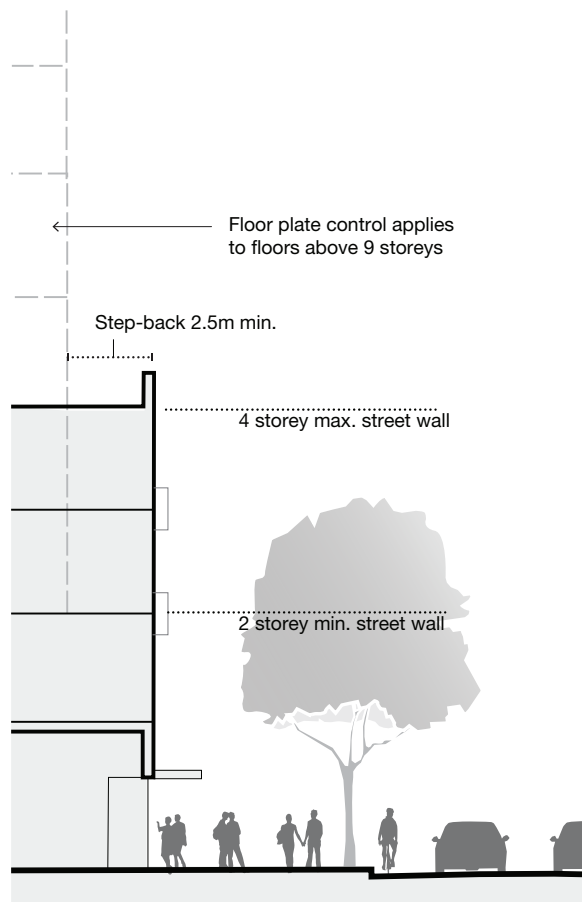 Floor plate control applies
to floors above 9 storeys
Step-back 2.5m min.
4 storey max. street wall
2 storey min. street wall